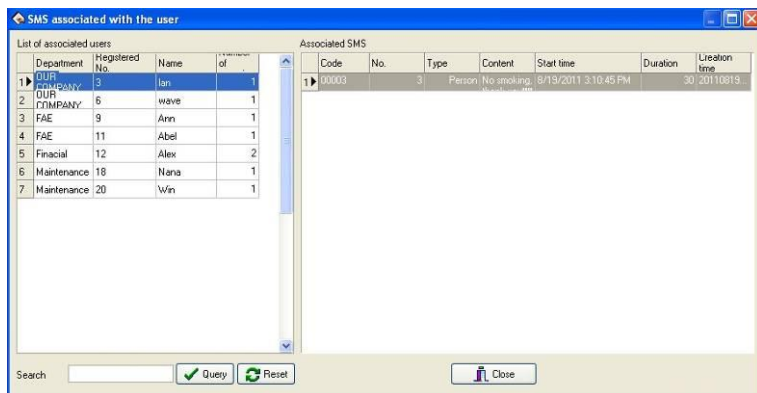 SMS associated with the user
List of associated users
Associated SMS
Department Registered No. Name Number of
Code No. Type Content Start time Duration Creation time
1 OUR COMPANY 3 Ian 1
1 00003 3 Person No smoking, 8/19/2011 3:10:45 PM 30 20110819...
2 OUR COMPANY 6 wave 1
3 FAE 9 Ann 1
4 FAE 11 Abel 1
5 Finacial 12 Alex 2
6 Maintenance 18 Nana 1
7 Maintenance 20 Win 1
Search Query Reset Close